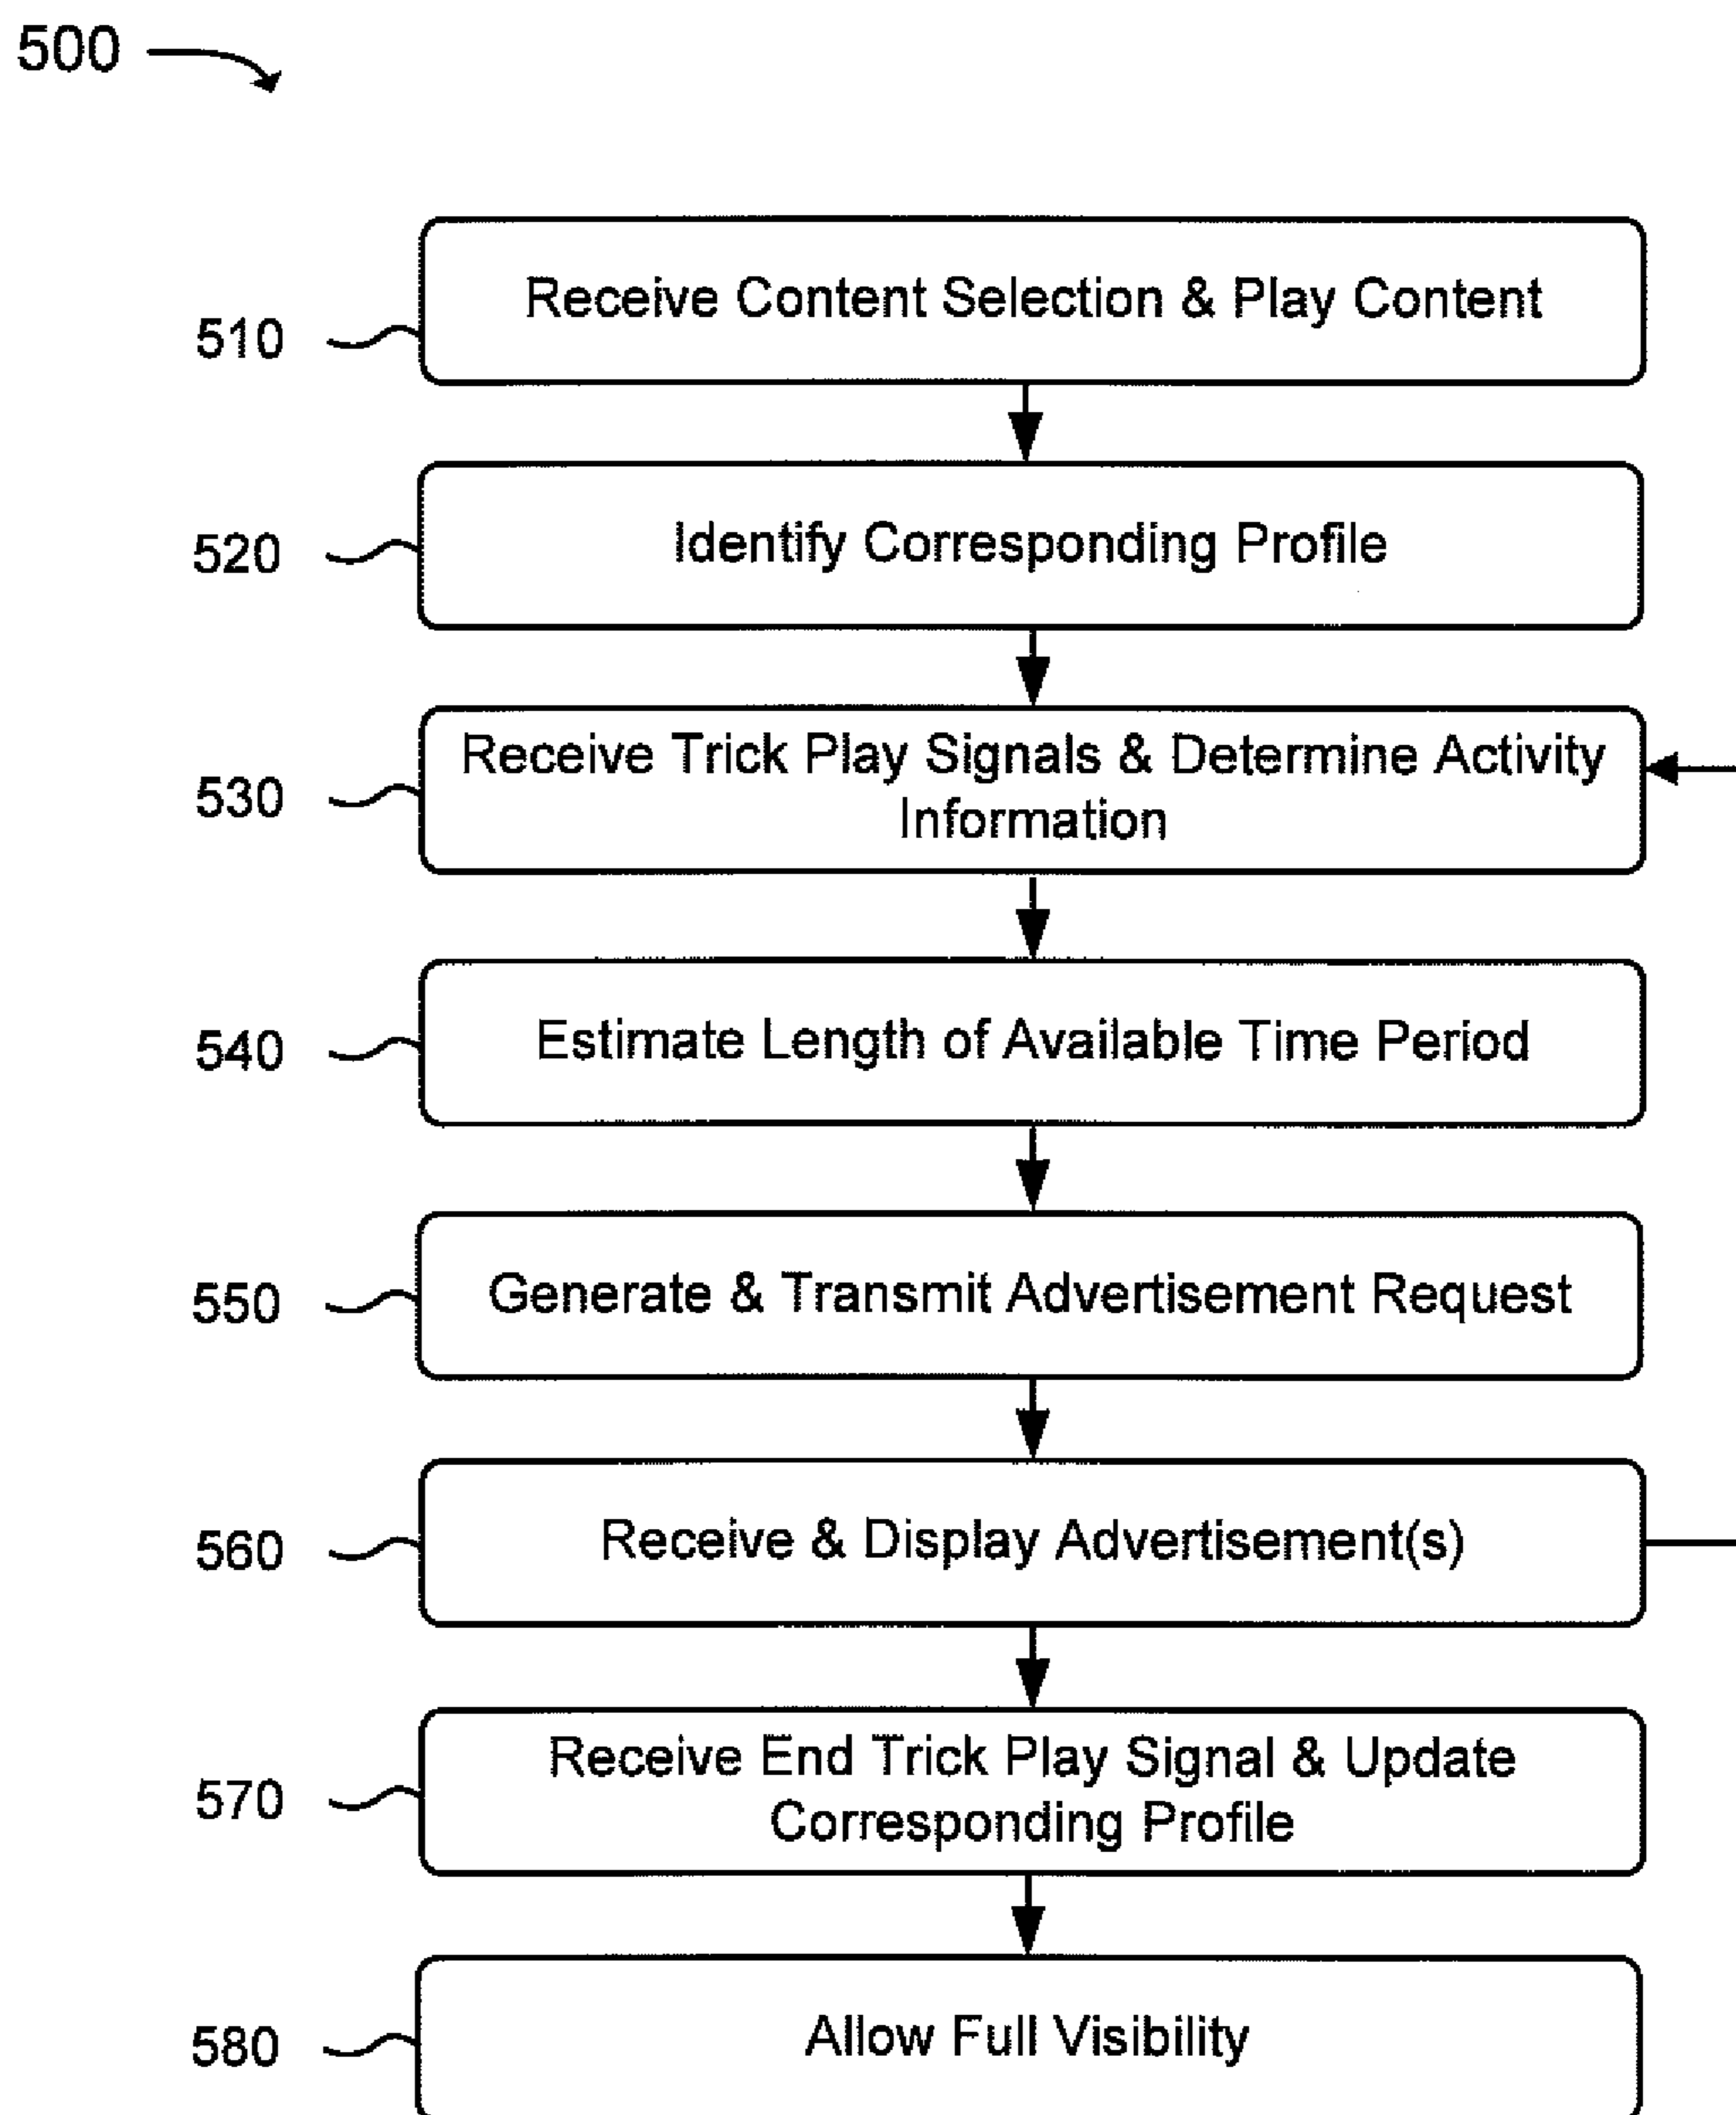 500
510
Receive Content Selection & Play Content
520
Identify Corresponding Profile
530
Receive Trick Play Signals & Determine Activity
Information
540
Estimate Length of Available Time Period
550
Generate & Transmit Advertisement Request
560
Receive & Display Advertisement(s)
570
Receive End Trick Play Signal & Update
Corresponding Profile
580
Allow Full Visibility